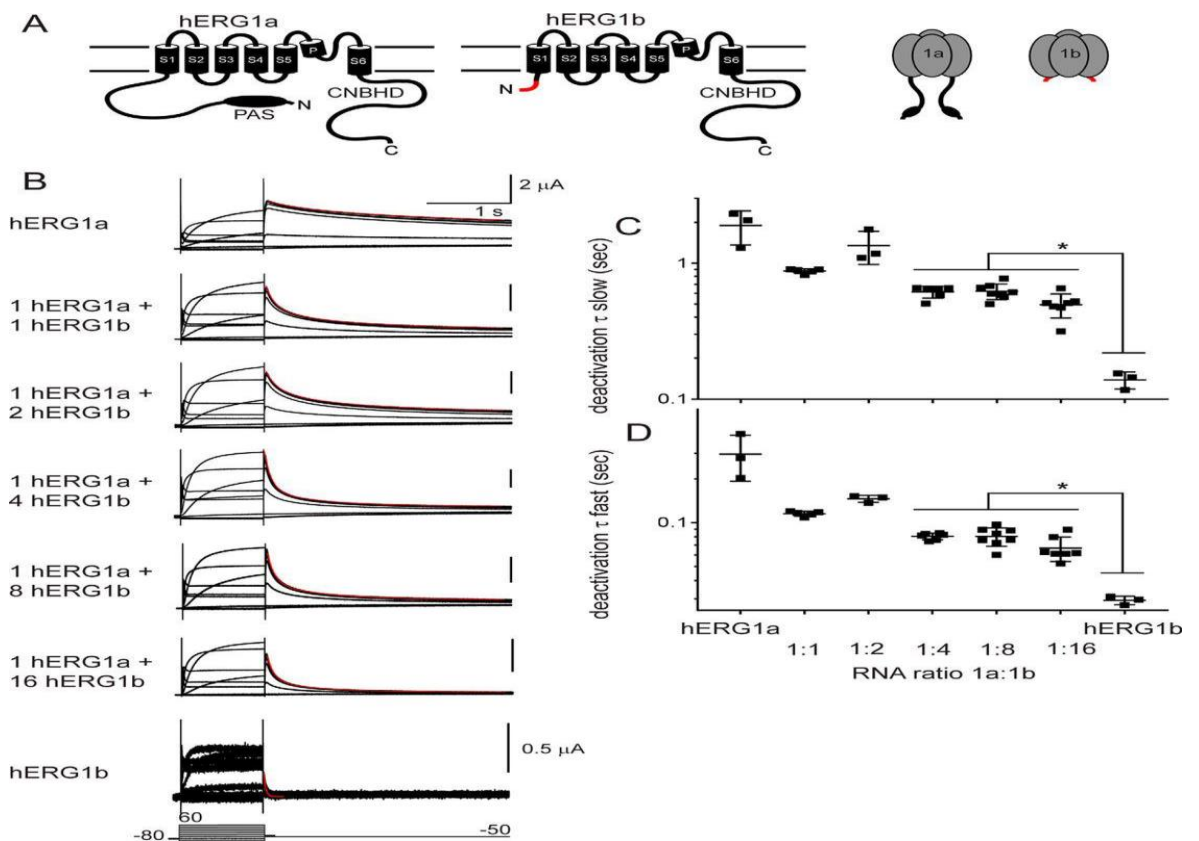 A
hERG1a
hERG1b
S1 S2 S3 S4 S5 P S6
CNBHD
PAS
N
C
N
S1 S2 S3 S4 S5 P S6
CNBHD
C
1a
1b
B
2 µA
1 s
hERG1a
1 hERG1a +
1 hERG1b
1 hERG1a +
2 hERG1b
1 hERG1a +
4 hERG1b
1 hERG1a +
8 hERG1b
1 hERG1a +
16 hERG1b
hERG1b
0.5 µA
60
-80
-50
C
deactivation τ slow (sec)
1
0.1
*
D
deactivation τ fast (sec)
0.1
*
hERG1a
1:1
1:2
1:4
1:8
1:16
hERG1b
RNA ratio 1a:1b